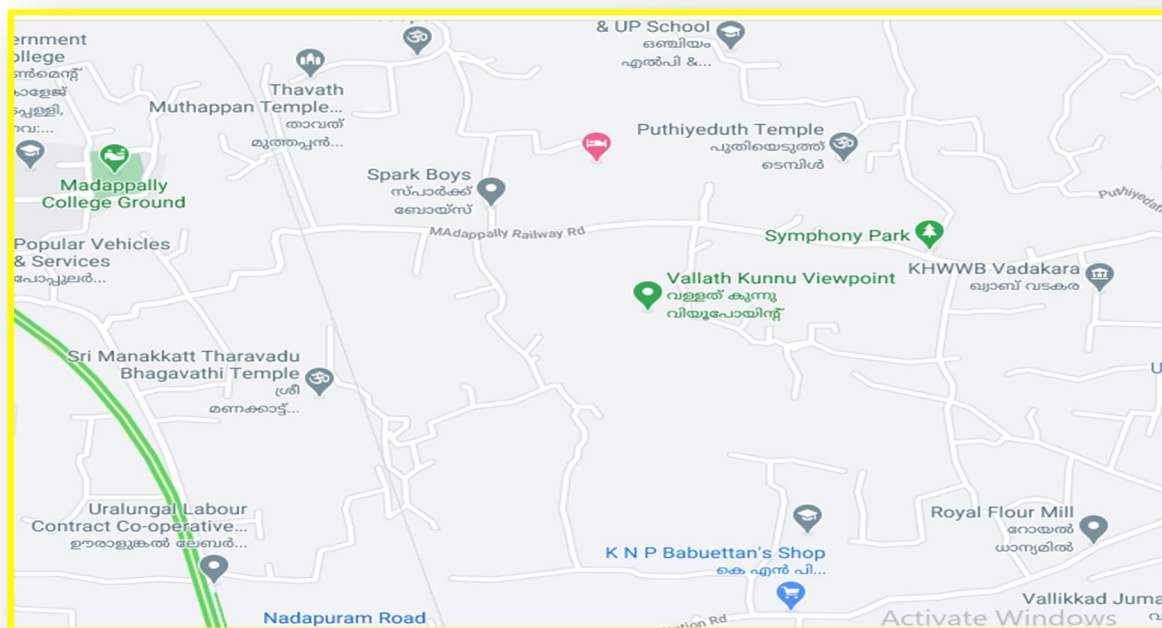 & UP School
ഒഞ്ചിയം
എൽപി &...
ernment
ollege
ൺമെന്റ്
കാളേജ്
Thavath
Muthappan Temple...
താവത്
മുത്തപ്പൻ...
Puthiyeduth Temple
പുതിയെടുത്ത്
ടെമ്പിൾ
Madappally
College Ground
Spark Boys
സ്പാർക്ക്
ബോയ്സ്
Puthiyedath
MAdappally Railway Rd
Symphony Park
Popular Vehicles
& Services
പോപ്പുലർ...
KHWWB Vadakara
ഖ്വാബ് വടകര
Vallath Kunnu Viewpoint
വള്ളത് കുന്നു
വിയൂപോയിന്റ്
Sri Manakkatt Tharavadu
Bhagavathi Temple
ശ്രീ
മണക്കാട്ട്...
U
Uralungal Labour
Contract Co-operative...
ഊരാളുങ്കൽ ലേബർ...
Royal Flour Mill
റോയൽ
ധാന്യമിൽ
K N P Babuettan's Shop
കെ എൻ പി...
Vallikkad Juma
Nadapuram Road
ation Rd
Activate Windows